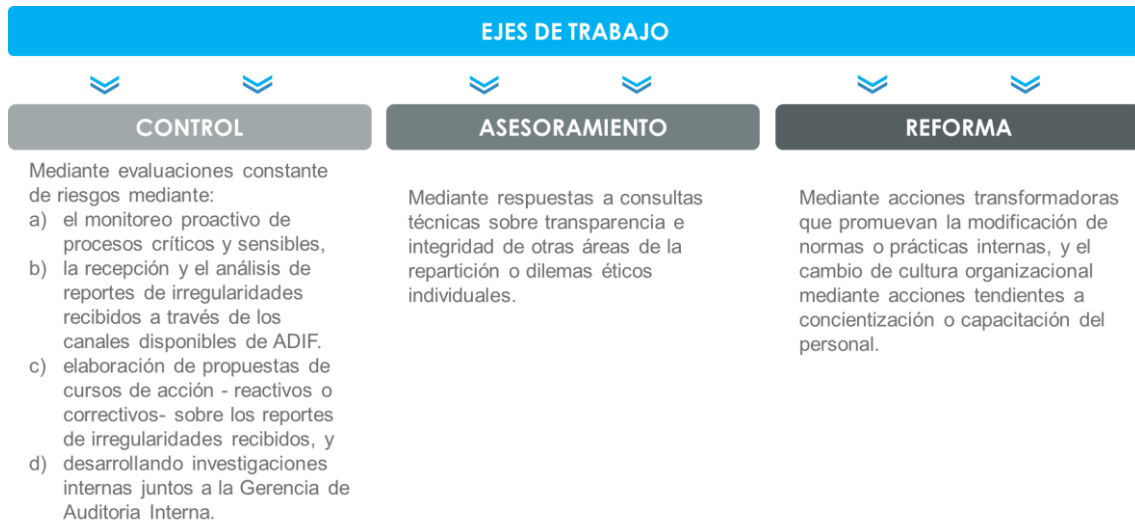 EJES DE TRABAJO
CONTROL
Mediante evaluaciones constante
de riesgos mediante:
a) el monitoreo proactivo de
procesos críticos y sensibles,
b) la recepción y el análisis de
reportes de irregularidades
recibidos a través de los
canales disponibles de ADIF.
c) elaboración de propuestas de
cursos de acción - reactivos o
correctivos- sobre los reportes
de irregularidades recibidos, y
d) desarrollando investigaciones
internas juntos a la Gerencia de
Auditoria Interna.
ASESORAMIENTO
Mediante respuestas a consultas
técnicas sobre transparencia e
integridad de otras áreas de la
repartición o dilemas éticos
individuales.
REFORMA
Mediante acciones transformadoras
que promuevan la modificación de
normas o prácticas internas, y el
cambio de cultura organizacional
mediante acciones tendientes a
concientización o capacitación del
personal.